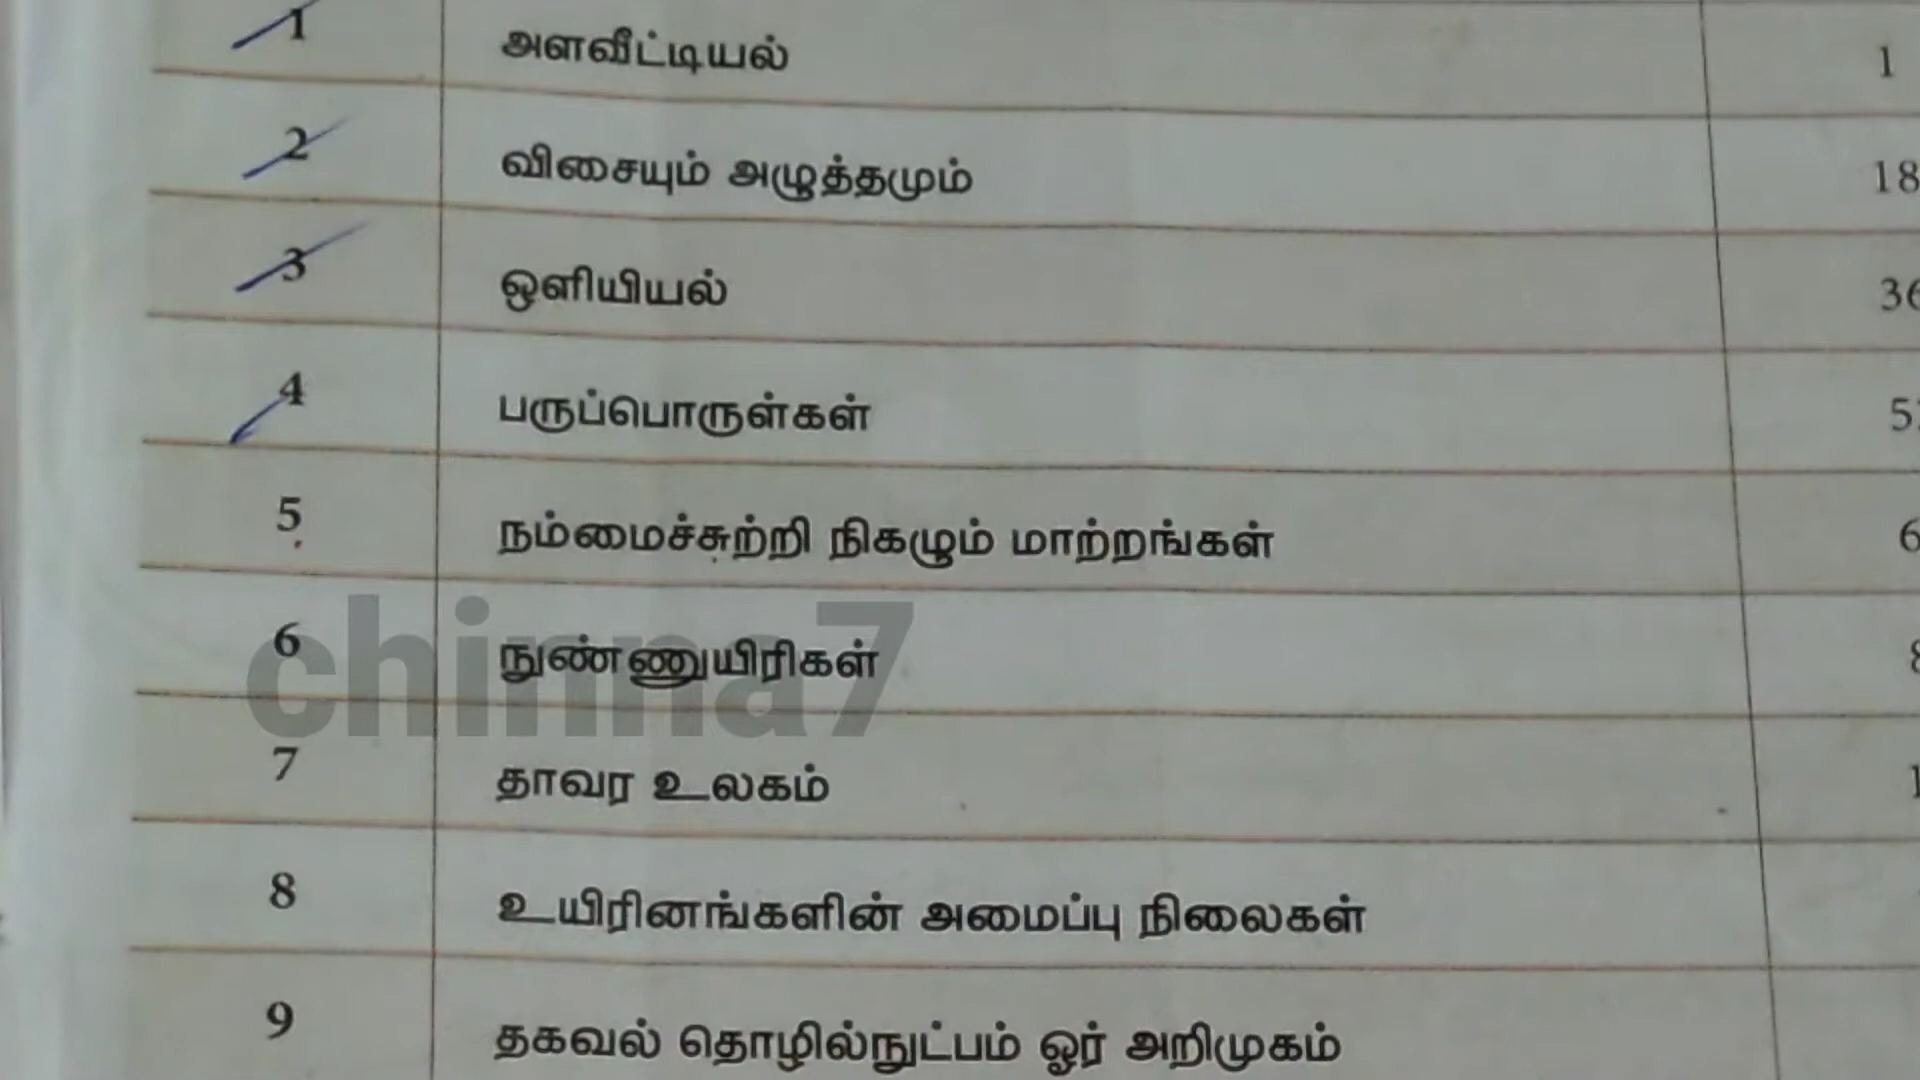 1 அளவீட்டியல் 1
2 விசையும் அழுத்தமும் 18
3 ஒளியியல் 36
4 பருப்பொருள்கள்
5 நம்மைச்சுற்றி நிகழும் மாற்றங்கள்
6 நுண்ணுயிரிகள்
7 தாவர உலகம்
8 உயிரினங்களின் அமைப்பு நிலைகள்
9 தகவல் தொழில்நுட்பம் ஓர் அறிமுகம்
chinna7